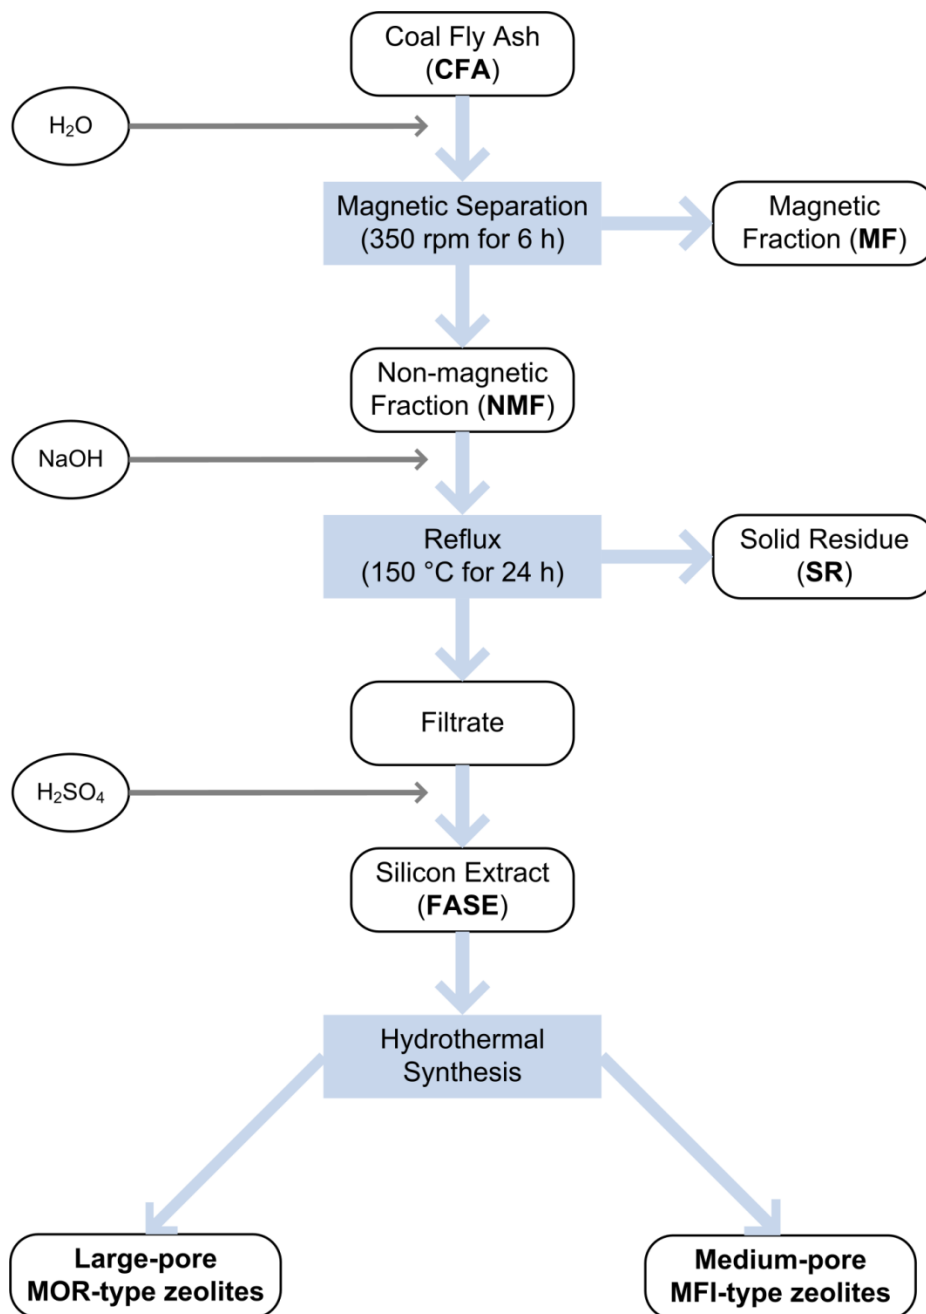 Coal Fly Ash
(CFA)
H₂O
Magnetic Separation
(350 rpm for 6 h)
Magnetic
Fraction (MF)
Non-magnetic
Fraction (NMF)
NaOH
Reflux
(150 °C for 24 h)
Solid Residue
(SR)
Filtrate
H₂SO₄
Silicon Extract
(FASE)
Hydrothermal
Synthesis
Large-pore
MOR-type zeolites
Medium-pore
MFI-type zeolites